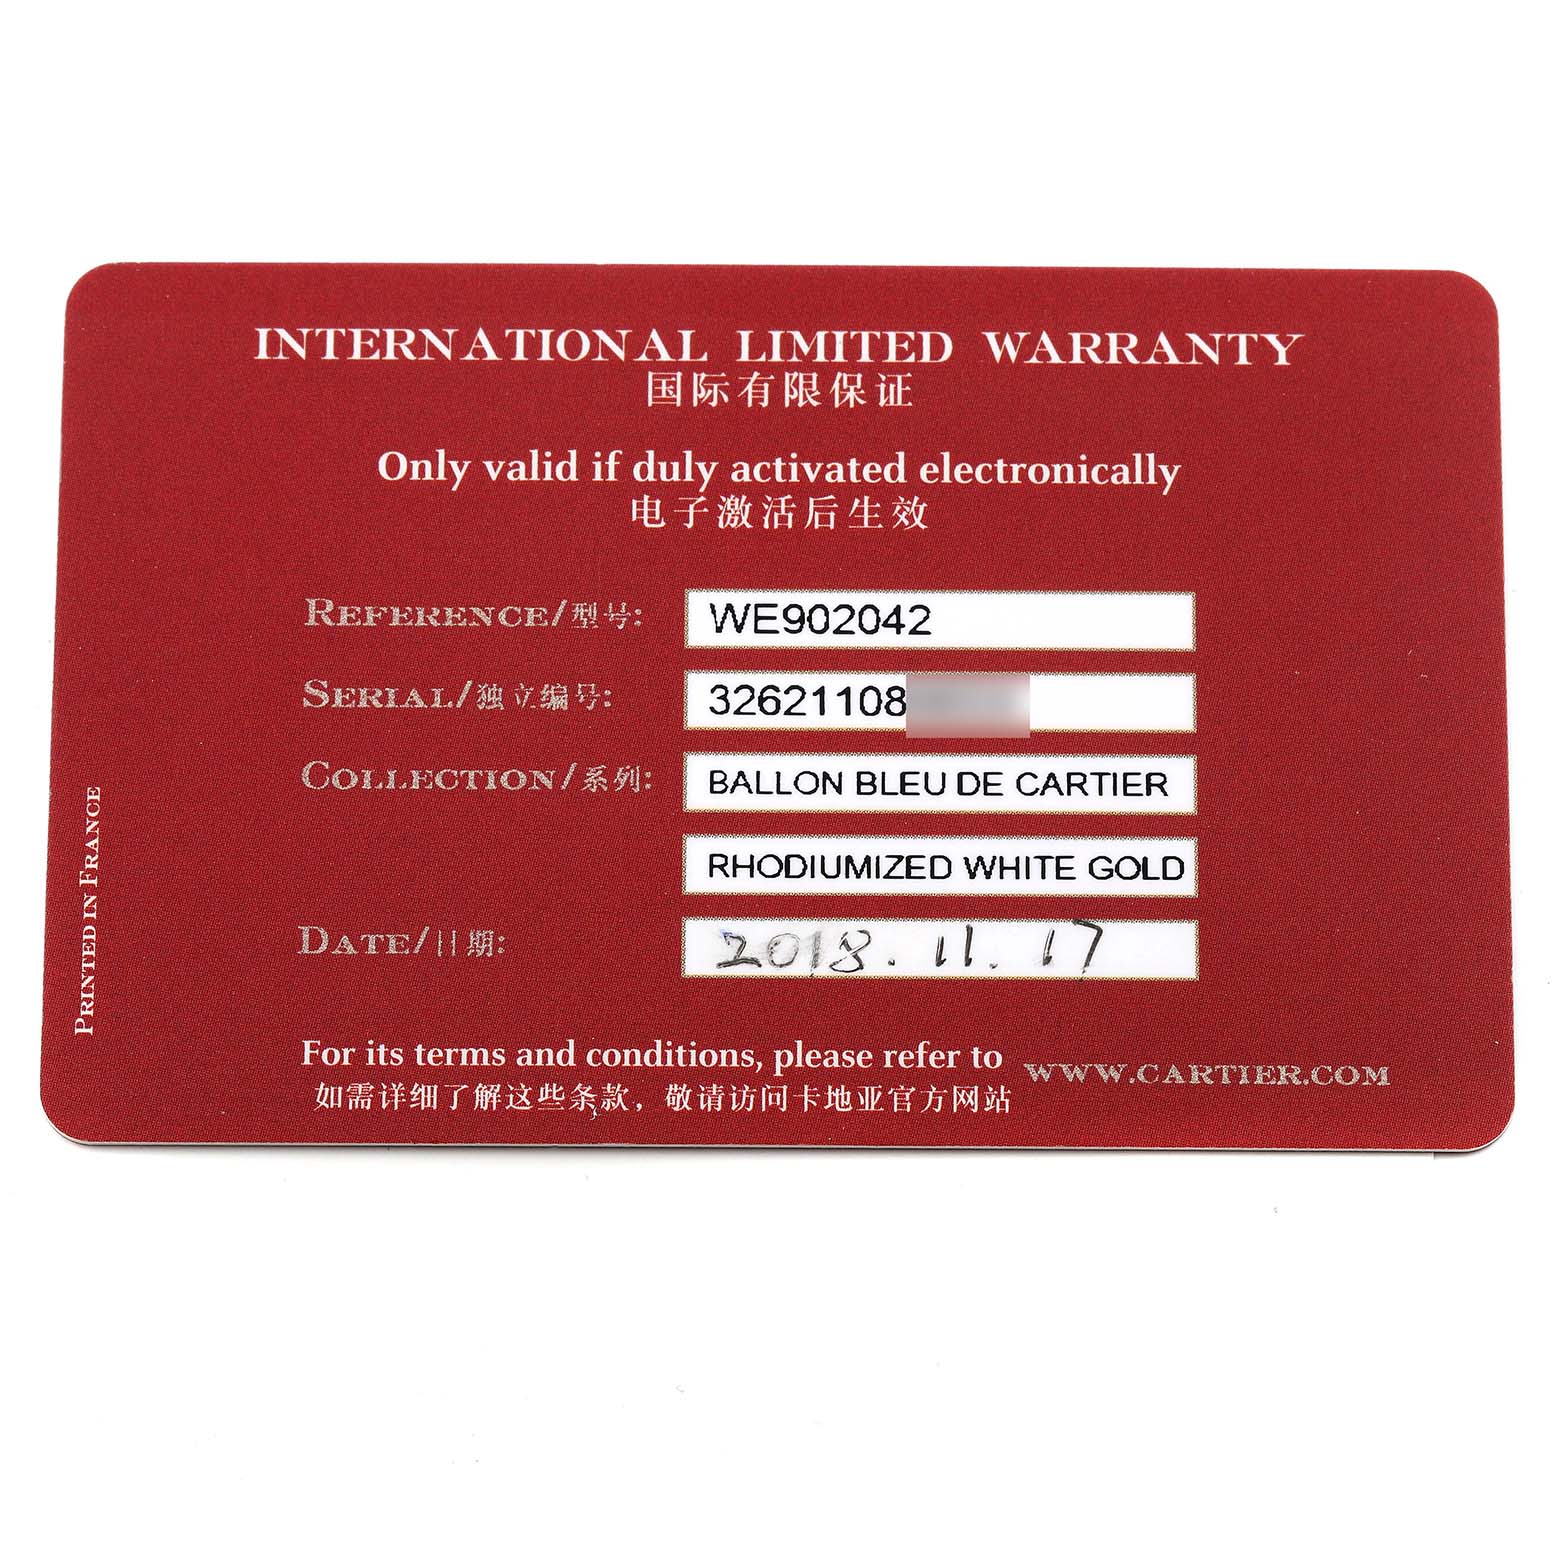 INTERNATIONAL LIMITED WARRANTY
国际有限保证
Only valid if duly activated electronically
电子激活后生效
REFERENCE/型号: WE902042
SERIAL/独立编号: 32621108
COLLECTION/系列: BALLON BLEU DE CARTIER
RHODIUMIZED WHITE GOLD
DATE/日期: 2018.11.17
PRINTED IN FRANCE
For its terms and conditions, please refer to WWW.CARTIER.COM
如需详细了解这些条款，敬请访问卡地亚官方网站